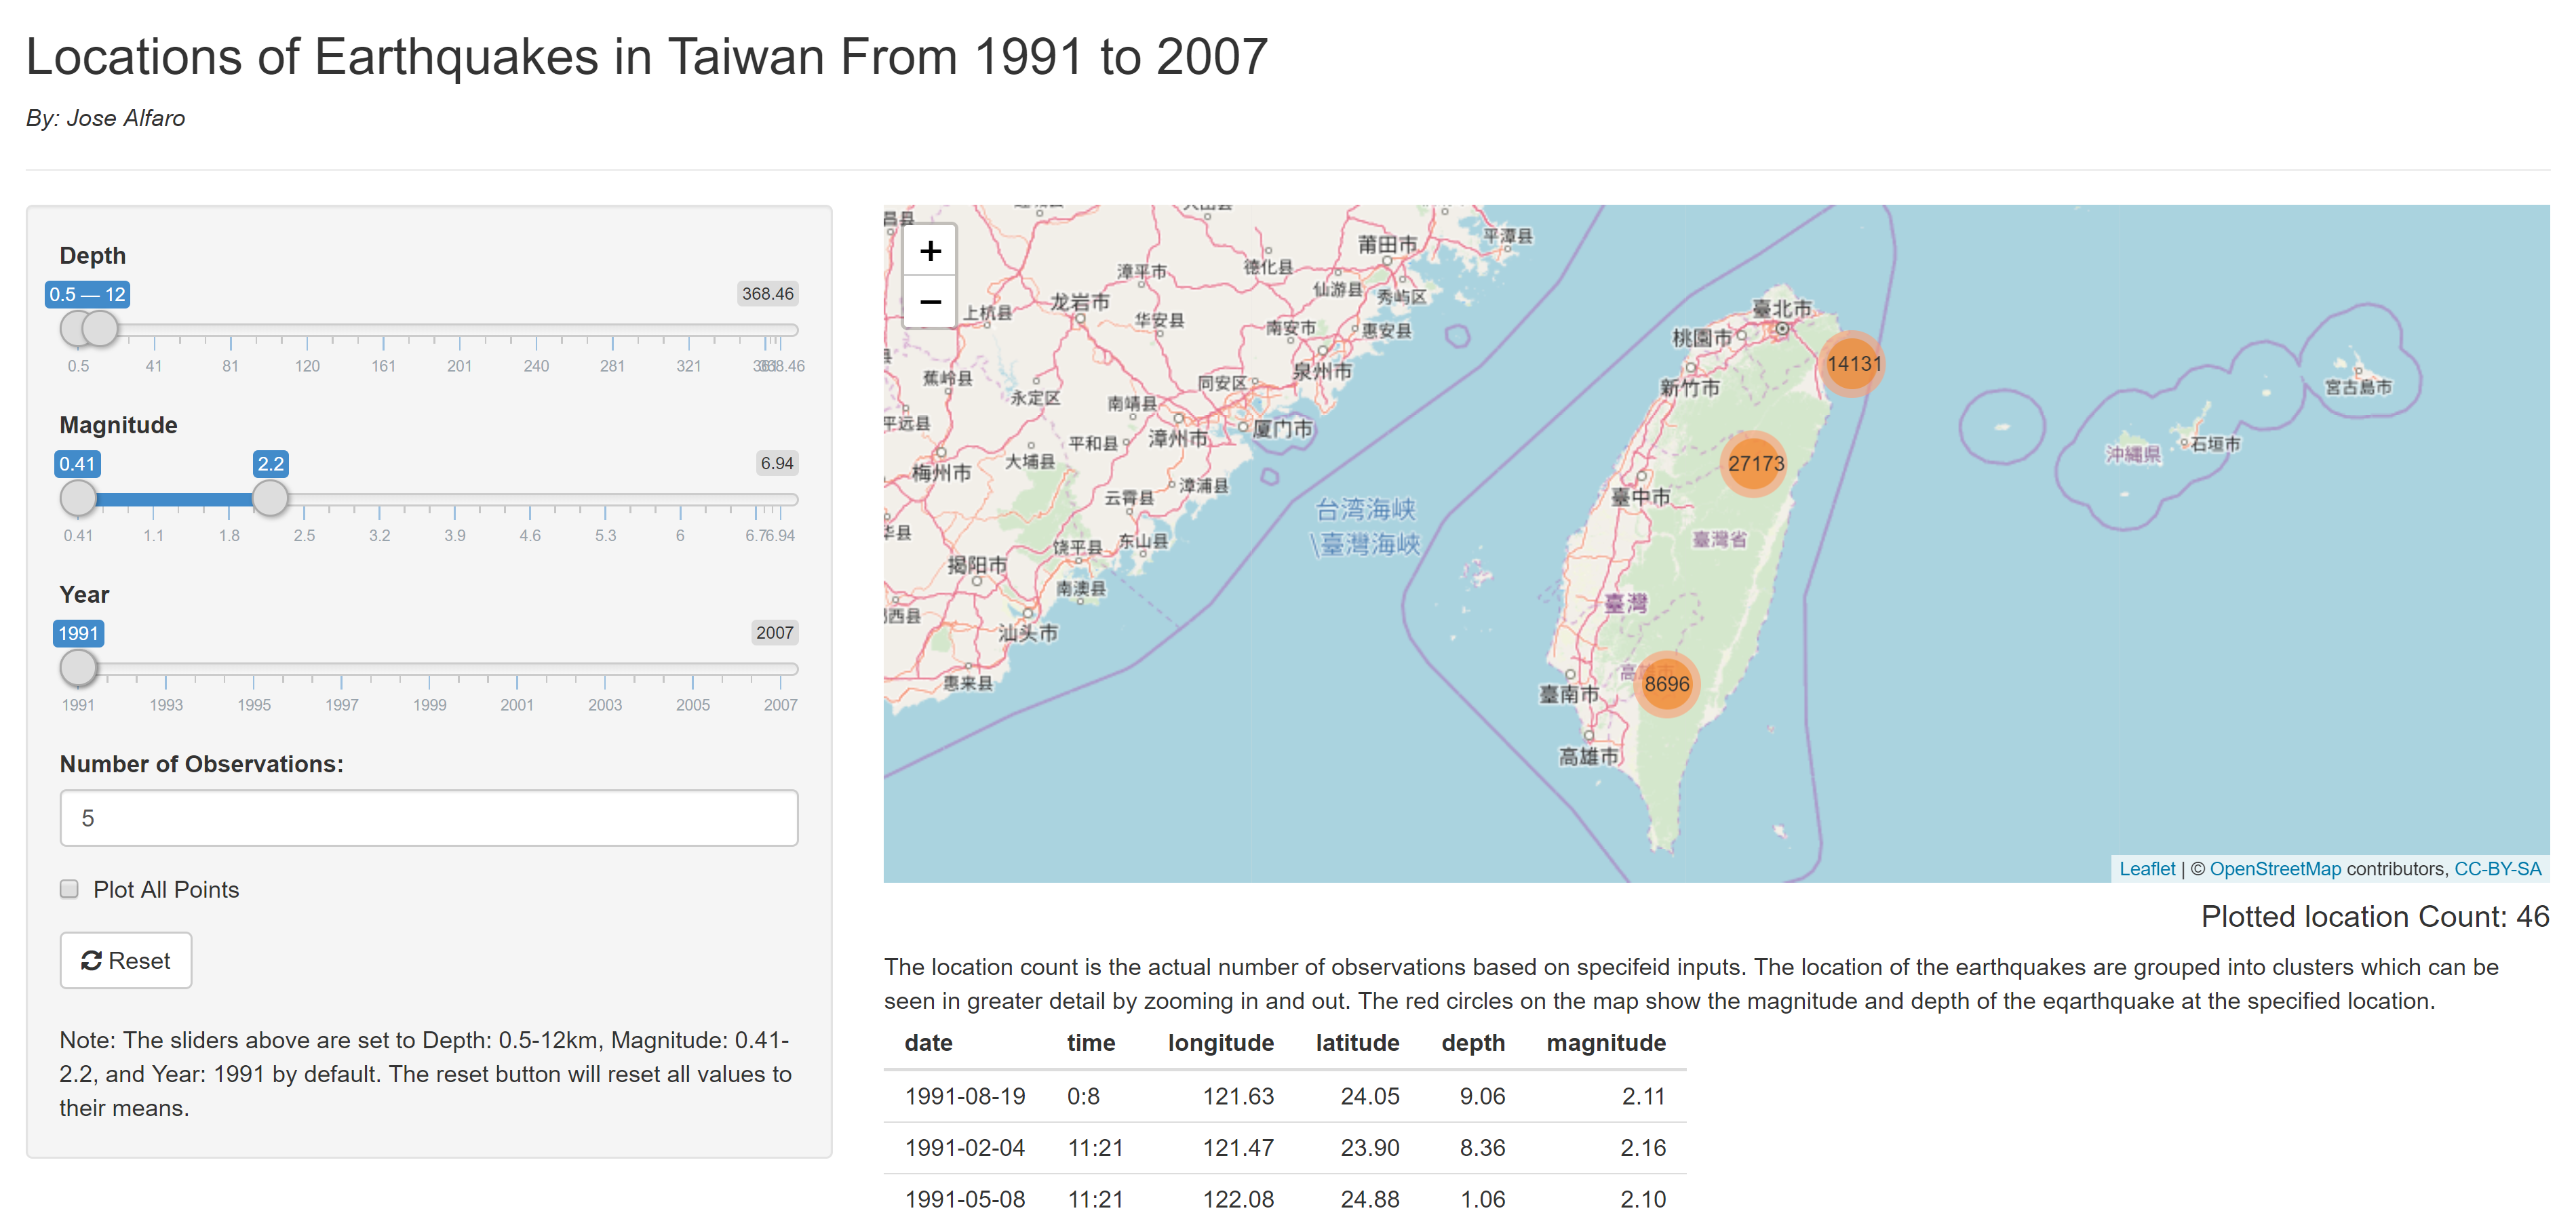 Locations of Earthquakes in Taiwan From 1991 to 2007
By: Jose Alfaro
Depth
0.5 — 12
368.46
0.5 41 81 120 161 201 240 281 321 361 368.46
Magnitude
0.41
2.2
6.94
0.41 1.1 1.8 2.5 3.2 3.9 4.6 5.3 6 6.7 6.94
Year
1991
2007
1991 1993 1995 1997 1999 2001 2003 2005 2007
Number of Observations:
5
Plot All Points
Reset
Note: The sliders above are set to Depth: 0.5-12km, Magnitude: 0.41-
2.2, and Year: 1991 by default. The reset button will reset all values to
their means.
+
−
昌县
莆田市
平潭县
漳平市
德化县
仙游县
秀屿区
龙岩市
上杭县
华安县
南安市
惠安县
泉州市
蕉岭县
永定区
同安区
南靖县
平远县
平和县
漳州市
厦门市
梅州市
大埔县
云霄县
漳浦县
饶平县
东山县
揭阳市
南澳县
汕头市
惠来县
台湾海峡
\臺灣海峽
臺北市
桃園市
新竹市
14131
27173
臺中市
臺灣省
臺灣
8696
臺南市
高雄市
宮古島市
石垣市
沖縄県
Leaflet | © OpenStreetMap contributors, CC-BY-SA
Plotted location Count: 46
The location count is the actual number of observations based on specifeid inputs. The location of the earthquakes are grouped into clusters which can be
seen in greater detail by zooming in and out. The red circles on the map show the magnitude and depth of the eqarthquake at the specified location.
date time longitude latitude depth magnitude
1991-08-19 0:8 121.63 24.05 9.06 2.11
1991-02-04 11:21 121.47 23.90 8.36 2.16
1991-05-08 11:21 122.08 24.88 1.06 2.10